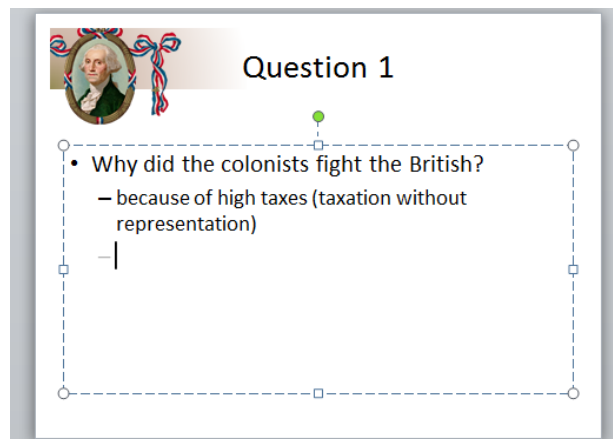 Question 1
• Why did the colonists fight the British?
– because of high taxes (taxation without
representation)
–